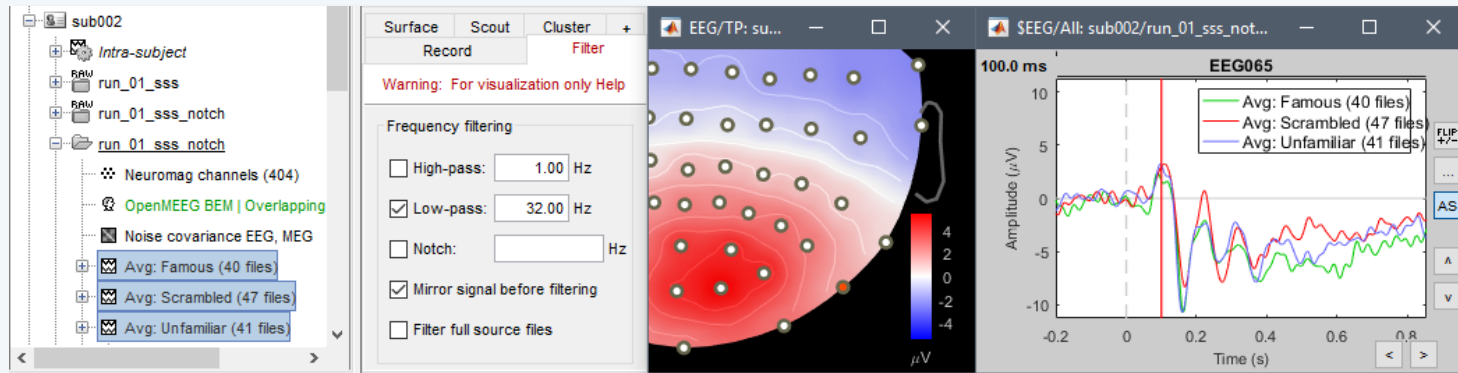 sub002
Intra-subject
RAW
run_01_sss
RAW
run_01_sss_notch
run_01_sss_notch
Neuromag channels (404)
OpenMEEG BEM | Overlapping
Noise covariance EEG, MEG
Avg: Famous (40 files)
Avg: Scrambled (47 files)
Avg: Unfamiliar (41 files)
Surface Scout Cluster +
Record Filter
Warning: For visualization only Help
Frequency filtering
High-pass: 1.00 Hz
Low-pass: 32.00 Hz
Notch: Hz
Mirror signal before filtering
Filter full source files
EEG/TP: su...
4
2
0
-2
-4
μV
$EEG/All: sub002/run_01_sss_not...
100.0 ms EEG065
Avg: Famous (40 files)
Avg: Scrambled (47 files)
Avg: Unfamiliar (41 files)
10
5
0
-5
-10
Amplitude (μV)
-0.2 0 0.2 0.4 0.6 0.8
Time (s)
FLIP
+/-
...
AS
< >